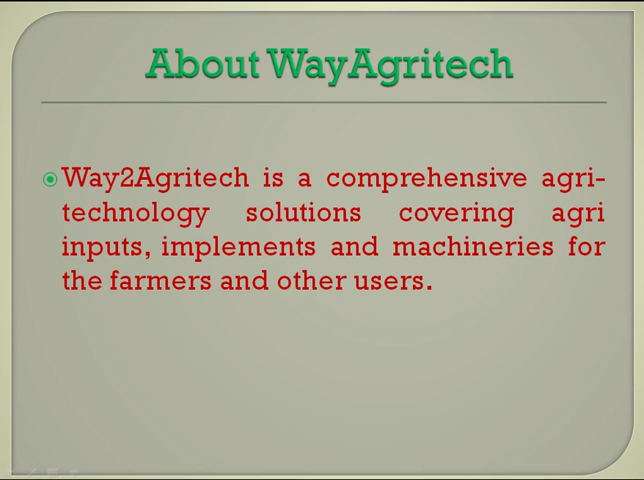 About WayAgritech
Way2Agritech is a comprehensive agri-
technology solutions covering agri
inputs, implements and machineries for
the farmers and other users.